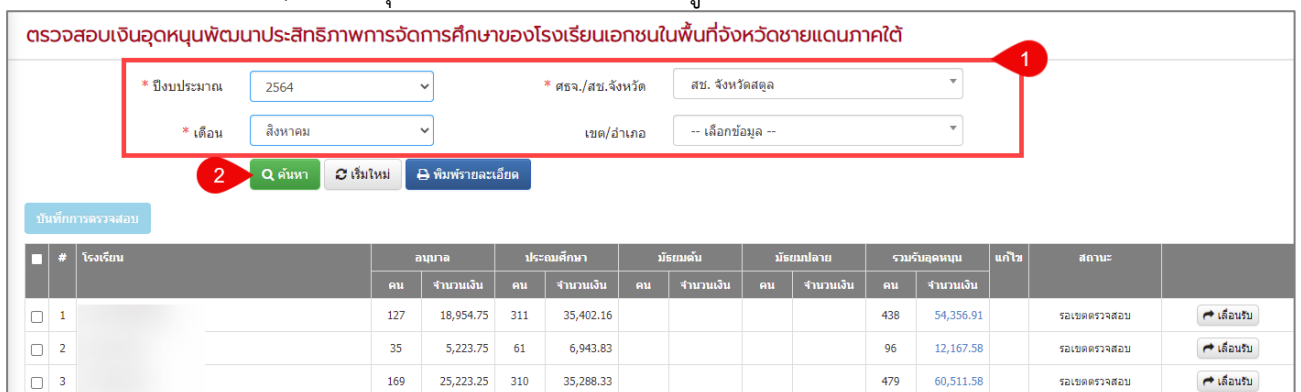 ตรวจสอบเงินอุดหนุนพัฒนาประสิทธิภาพการจัดการศึกษาของโรงเรียนเอกชนในพื้นที่จังหวัดชายแดนภาคใต้
1
* ปีงบประมาณ 2564 * ศธจ./สช.จังหวัด สช. จังหวัดสตูล
* เดือน สิงหาคม เขต/อำเภอ -- เลือกข้อมูล --
2 ค้นหา เริ่มใหม่ พิมพ์รายละเอียด
บันทึกการตรวจสอบ
# โรงเรียน อนุบาล ประถมศึกษา มัธยมต้น มัธยมปลาย รวมรับอุดหนุน แก้ไข สถานะ
คน จำนวนเงิน คน จำนวนเงิน คน จำนวนเงิน คน จำนวนเงิน คน จำนวนเงิน
1 127 18,954.75 311 35,402.16 438 54,356.91 รอเขตตรวจสอบ เลื่อนรับ
2 35 5,223.75 61 6,943.83 96 12,167.58 รอเขตตรวจสอบ เลื่อนรับ
3 169 25,223.25 310 35,288.33 479 60,511.58 รอเขตตรวจสอบ เลื่อนรับ